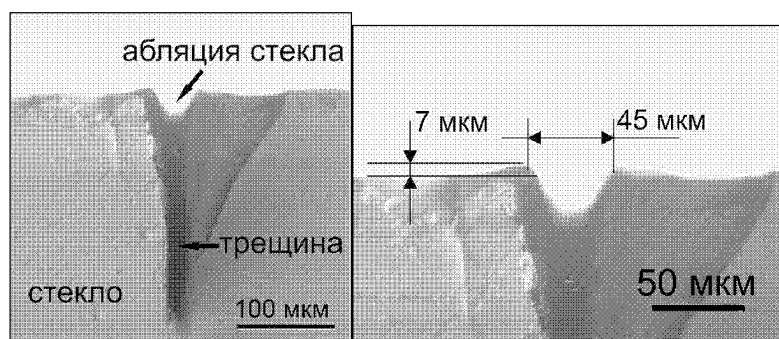 абляция стекла
трещина
стекло
100 мкм
7 мкм
45 мкм
50 мкм